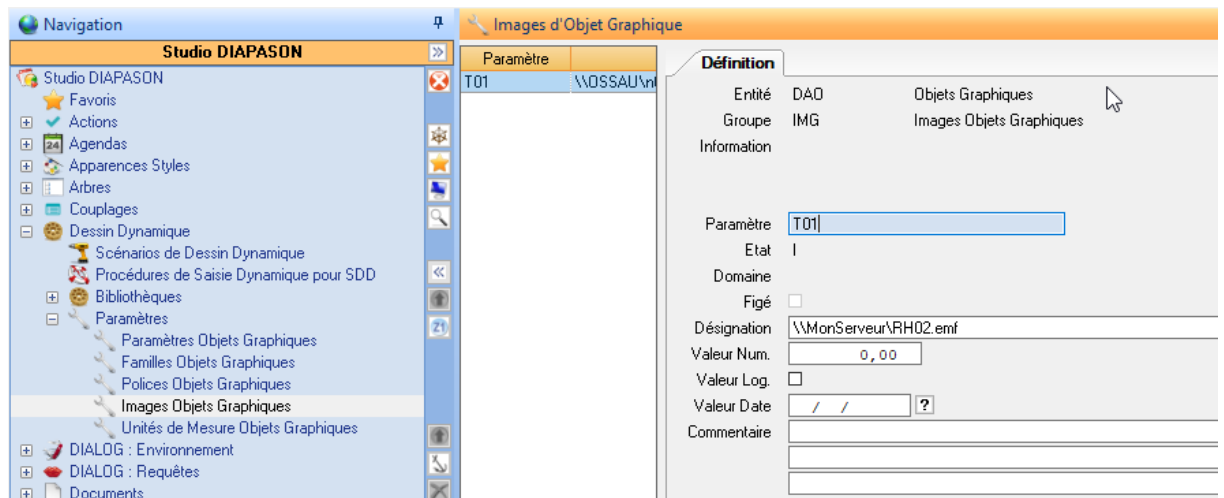 Navigation
Studio DIAPASON
Studio DIAPASON
Favoris
Actions
24 Agendas
Apparences Styles
Arbres
Couplages
Dessin Dynamique
Scénarios de Dessin Dynamique
Procédures de Saisie Dynamique pour SDD
Bibliothèques
Paramètres
Paramètres Objets Graphiques
Familles Objets Graphiques
Polices Objets Graphiques
Images Objets Graphiques
Unités de Mesure Objets Graphiques
DIALOG : Environnement
DIALOG : Requêtes
Documents
Images d'Objet Graphique
Paramètre
T01 \\OSSAU\
Définition
Entité DAO Objets Graphiques
Groupe IMG Images Objets Graphiques
Information
Paramètre T01
Etat I
Domaine
Figé
Désignation \\MonServeur\RH02.emf
Valeur Num. 0,00
Valeur Log.
Valeur Date / / ?
Commentaire